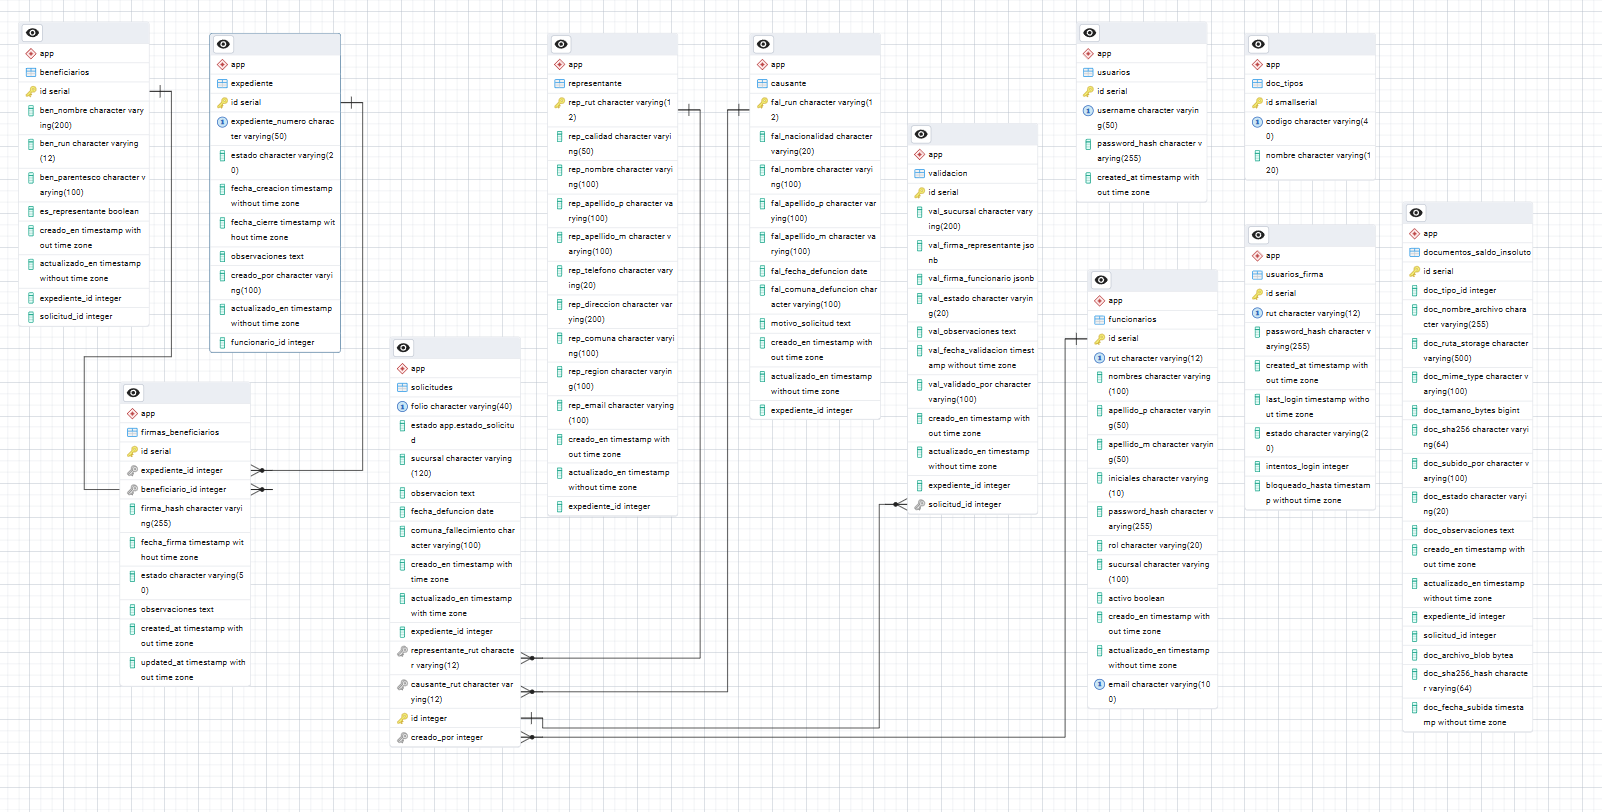 app
beneficiarios
id serial
ben_nombre character vary
ing(200)
ben_run character varying
(12)
ben_parentesco character v
arying(100)
es_representante boolean
creado_en timestamp with
out time zone
actualizado_en timestamp
without time zone
expediente_id integer
solicitud_id integer
app
expediente
id serial
expediente_numero charac
ter varying(50)
estado character varying(2
0)
fecha_creacion timestamp
without time zone
fecha_cierre timestamp wit
hout time zone
observaciones text
creado_por character varyi
ng(100)
actualizado_en timestamp
without time zone
funcionario_id integer
app
firmas_beneficiarios
id serial
expediente_id integer
beneficiario_id integer
firma_hash character varyi
ng(255)
fecha_firma timestamp wit
hout time zone
estado character varying(5
0)
observaciones text
created_at timestamp with
out time zone
updated_at timestamp with
out time zone
app
solicitudes
folio character varying(40)
estado app.estado_solicitu
d
sucursal character varying
(120)
observacion text
fecha_defuncion date
comuna_fallecimiento char
acter varying(100)
creado_en timestamp with
time zone
actualizado_en timestamp
with time zone
expediente_id integer
representante_rut characte
r varying(12)
causante_rut character var
ying(12)
id integer
creado_por integer
app
representante
rep_rut character varying(1
2)
rep_calidad character varyi
ng(50)
rep_nombre character varyi
ng(100)
rep_apellido_p character va
rying(100)
rep_apellido_m character v
arying(100)
rep_telefono character vary
ing(20)
rep_direccion character var
ying(200)
rep_comuna character varyi
ng(100)
rep_region character varyin
g(100)
rep_email character varying
(100)
creado_en timestamp with
out time zone
actualizado_en timestamp
without time zone
expediente_id integer
app
causante
fal_run character varying(1
2)
fal_nacionalidad character
varying(20)
fal_nombre character varyi
ng(100)
fal_apellido_p character va
rying(100)
fal_apellido_m character va
rying(100)
fal_fecha_defuncion date
fal_comuna_defuncion char
acter varying(100)
motivo_solicitud text
creado_en timestamp with
out time zone
actualizado_en timestamp
without time zone
expediente_id integer
app
validacion
id serial
val_sucursal character vary
ing(200)
val_firma_representante jso
nb
val_firma_funcionario jsonb
val_estado character varyin
g(20)
val_observaciones text
val_fecha_validacion timest
amp without time zone
val_validado_por character
varying(100)
creado_en timestamp with
out time zone
actualizado_en timestamp
without time zone
expediente_id integer
solicitud_id integer
app
usuarios
id serial
username character varyin
g(50)
password_hash character v
arying(255)
created_at timestamp with
out time zone
app
funcionarios
id serial
rut character varying(12)
nombres character varying
(100)
apellido_p character varyin
g(50)
apellido_m character varyin
g(50)
iniciales character varying
(10)
password_hash character v
arying(255)
rol character varying(20)
sucursal character varying
(100)
activo boolean
creado_en timestamp with
out time zone
actualizado_en timestamp
without time zone
email character varying(10
0)
app
doc_tipos
id smallserial
codigo character varying(4
0)
nombre character varying(1
20)
app
usuarios_firma
id serial
rut character varying(12)
password_hash character v
arying(255)
created_at timestamp with
out time zone
last_login timestamp witho
ut time zone
estado character varying(2
0)
intentos_login integer
bloqueado_hasta timestam
p without time zone
app
documentos_saldo_insoluto
id serial
doc_tipo_id integer
doc_nombre_archivo chara
cter varying(255)
doc_ruta_storage character
varying(500)
doc_mime_type character v
arying(100)
doc_tamano_bytes bigint
doc_sha256 character varyi
ng(64)
doc_subido_por character v
arying(100)
doc_estado character varyi
ng(20)
doc_observaciones text
creado_en timestamp with
out time zone
actualizado_en timestamp
without time zone
expediente_id integer
solicitud_id integer
doc_archivo_blob bytea
doc_sha256_hash characte
r varying(64)
doc_fecha_subida timesta
mp without time zone